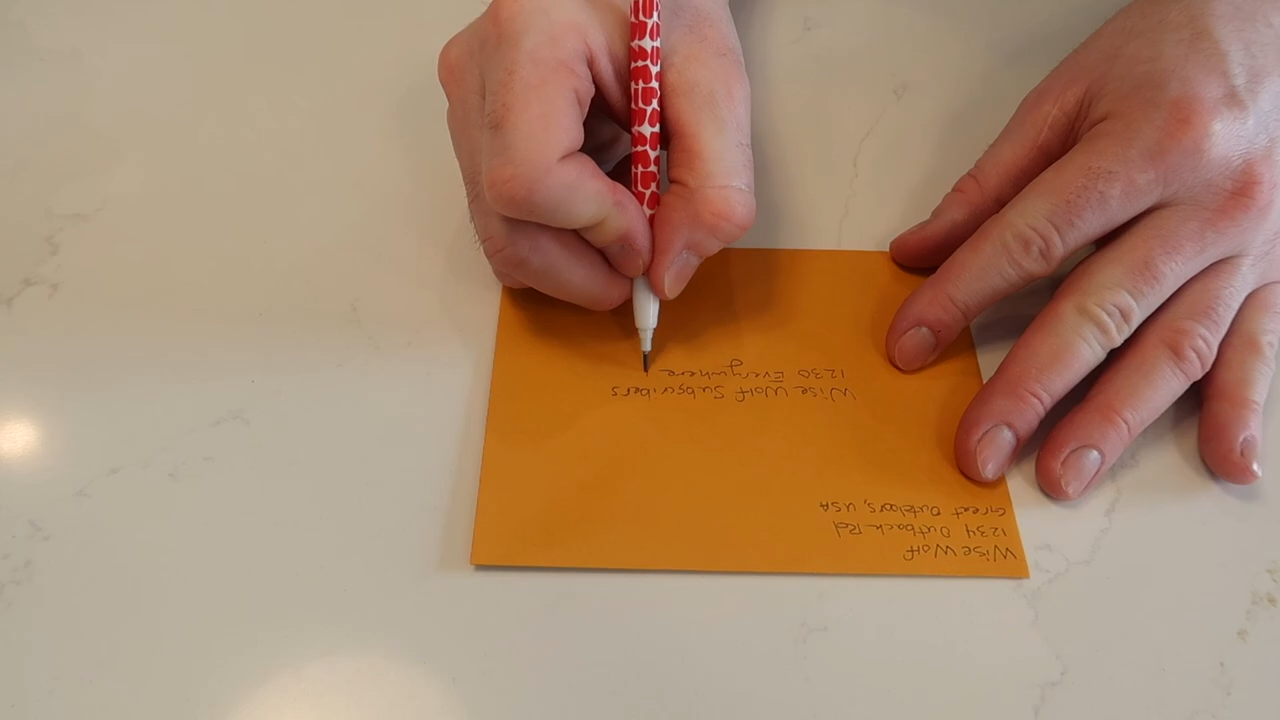 Wise Wolf
1234 Outback Rd
Great Outdoors, USA
Wise Wolf Subscribers
1230 Everywhere